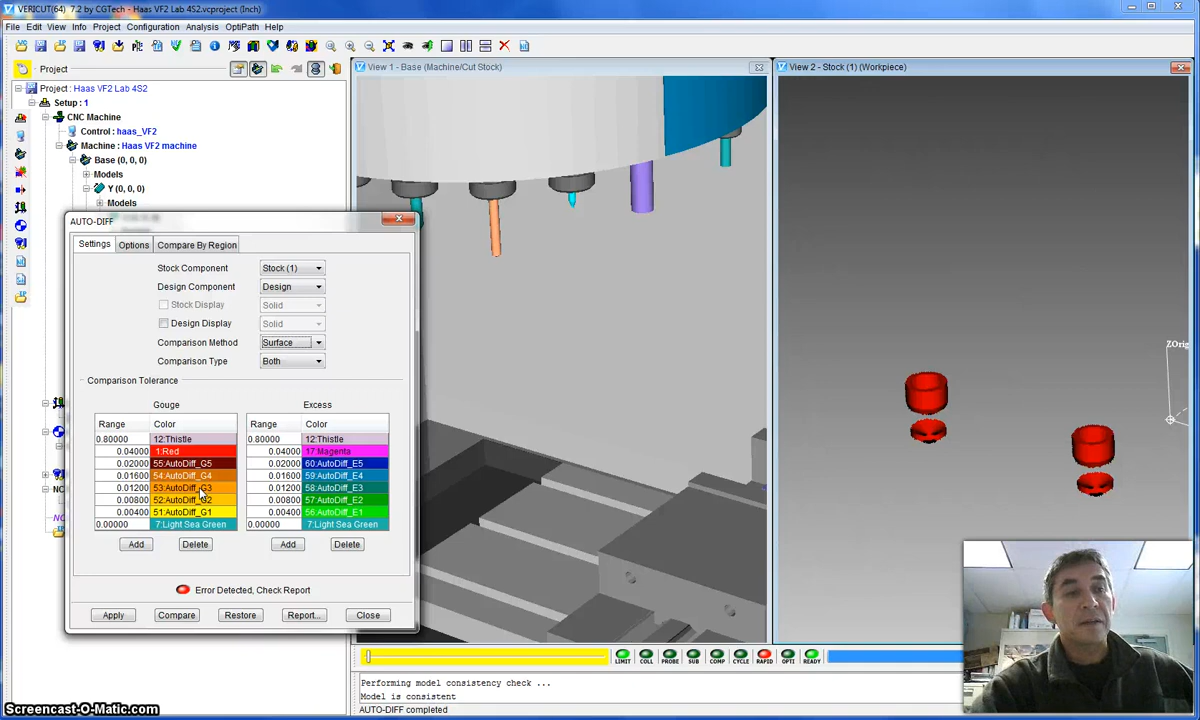 VERICUT(64)  7.2 by CGTech - Haas VF2 Lab 4S2.vcproject (Inch)
File Edit View Info Project Configuration Analysis OptiPath Help
Project
View 1 - Base (Machine/Cut Stock)
View 2 - Stock (1) (Workpiece)
Project : Haas VF2 Lab 4S2
Setup : 1
CNC Machine
Control : haas_VF2
Machine : Haas VF2 machine
Base (0, 0, 0)
Models
Y (0, 0, 0)
Models
AUTO-DIFF
Settings Options Compare By Region
Stock Component Stock (1)
Design Component Design
Stock Display Solid
Design Display Solid
Comparison Method Surface
Comparison Type Both
Comparison Tolerance
Gouge Excess
Range Color Range Color
0.80000 12:Thistle 0.80000 12:Thistle
0.04000 1:Red 0.04000 17:Magenta
0.02000 55:AutoDiff_G5 0.02000 60:AutoDiff_E5
0.01600 54:AutoDiff_G4 0.01600 59:AutoDiff_E4
0.01200 53:AutoDiff_G3 0.01200 58:AutoDiff_E3
0.00800 52:AutoDiff_G2 0.00800 57:AutoDiff_E2
0.00400 51:AutoDiff_G1 0.00400 56:AutoDiff_E1
0.00000 7:Light Sea Green 0.00000 7:Light Sea Green
Add Delete Add Delete
Error Detected, Check Report
Apply Compare Restore Report... Close
ZOrig
LIMIT COLL PROBE SUB COMP CYCLE RAPID OPTI READY
Performing model consistency check ...
Model is consistent
AUTO-DIFF completed
Screencast-O-Matic.com